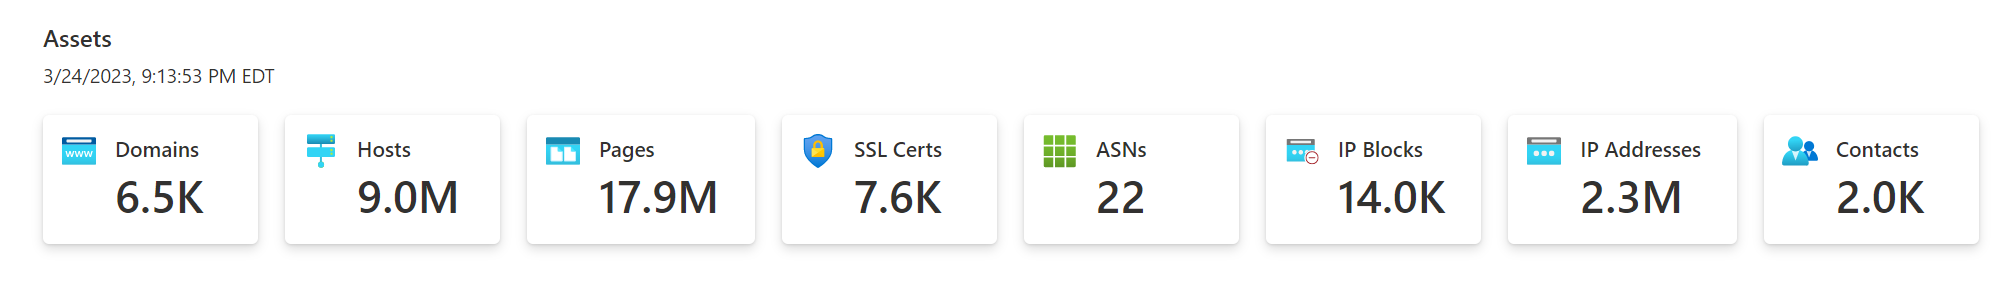 Assets
3/24/2023, 9:13:53 PM EDT
www Domains
6.5K
Hosts
9.0M
Pages
17.9M
SSL Certs
7.6K
ASNs
22
IP Blocks
14.0K
IP Addresses
2.3M
Contacts
2.0K